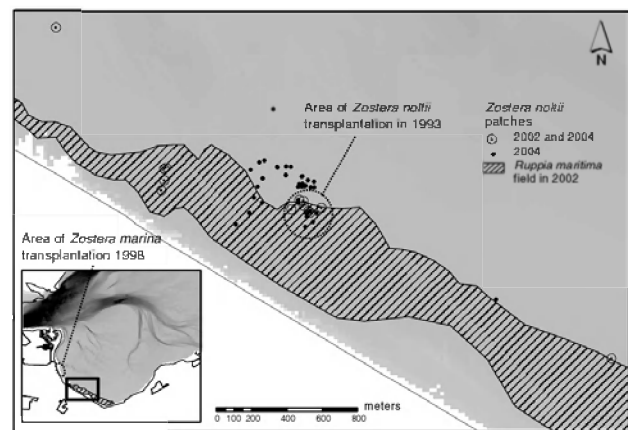 N
Area of Zostera noltii
transplantation in 1993
Zostera noltii
patches
2002 and 2004
2004
Ruppia maritima
field in 2002
Area of Zostera marina
transplantation 1998
meters
0 100 200 400 600 800